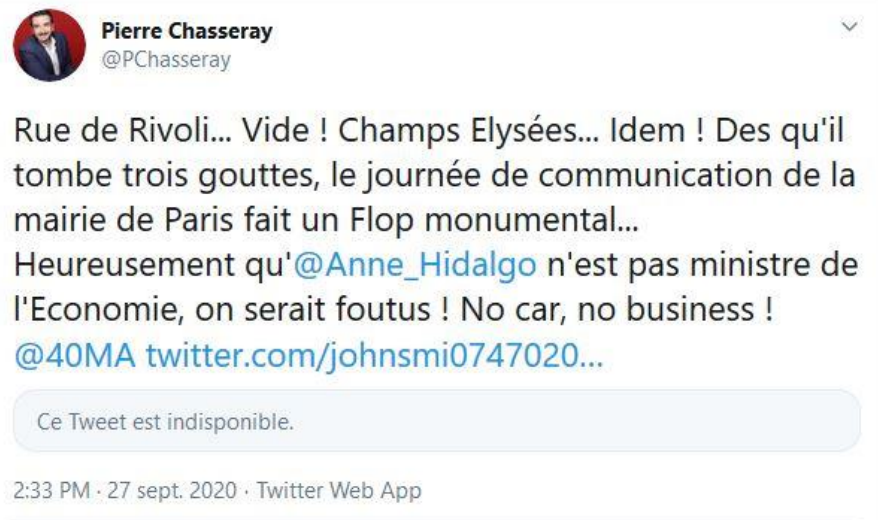 Pierre Chasseray
@PChasseray
Rue de Rivoli... Vide ! Champs Elysées... Idem ! Des qu'il
tombe trois gouttes, le journée de communication de la
mairie de Paris fait un Flop monumental...
Heureusement qu'@Anne_Hidalgo n'est pas ministre de
l'Economie, on serait foutus ! No car, no business !
@40MA twitter.com/johnsmi0747020...
Ce Tweet est indisponible.
2:33 PM · 27 sept. 2020 · Twitter Web App